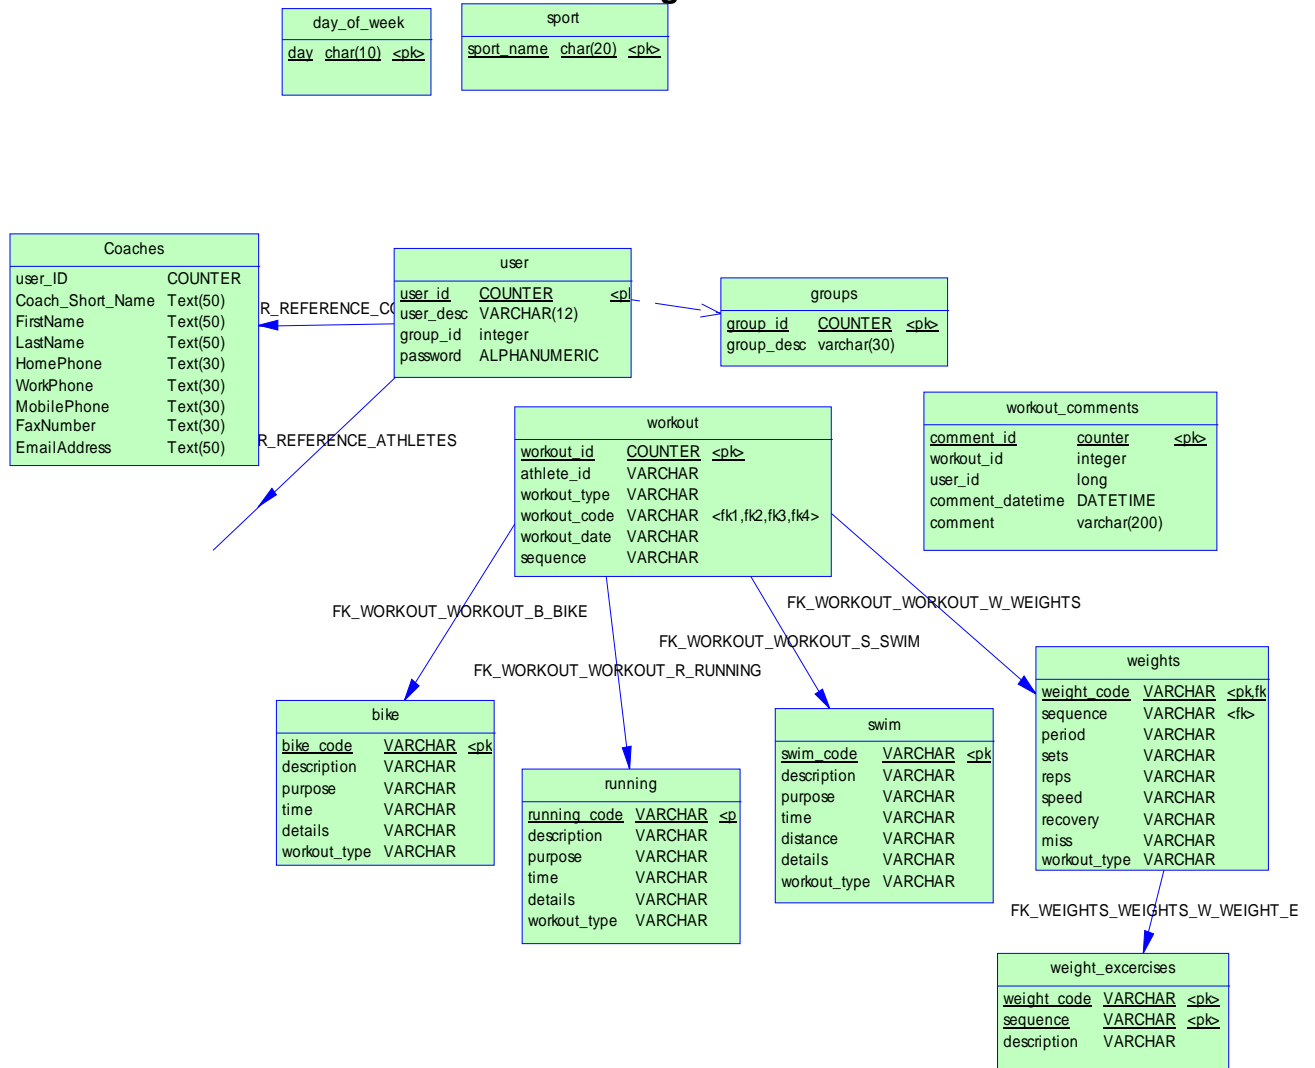 day_of_week
day char(10) <pk>
sport
sport_name char(20) <pk>
Coaches
user_ID COUNTER
Coach_Short_Name Text(50)
FirstName Text(50)
LastName Text(50)
HomePhone Text(30)
WorkPhone Text(30)
MobilePhone Text(30)
FaxNumber Text(30)
EmailAddress Text(50)
R_REFERENCE_CO
user
user_id COUNTER <pl
user_desc VARCHAR(12)
group_id integer
password ALPHANUMERIC
groups
group_id COUNTER <pk>
group_desc varchar(30)
R_REFERENCE_ATHLETES
workout
workout_id COUNTER <pk>
athlete_id VARCHAR
workout_type VARCHAR
workout_code VARCHAR <fk1,fk2,fk3,fk4>
workout_date VARCHAR
sequence VARCHAR
workout_comments
comment_id counter <pk>
workout_id integer
user_id long
comment_datetime DATETIME
comment varchar(200)
FK_WORKOUT_WORKOUT_B_BIKE
FK_WORKOUT_WORKOUT_R_RUNNING
FK_WORKOUT_WORKOUT_S_SWIM
FK_WORKOUT_WORKOUT_W_WEIGHTS
bike
bike_code VARCHAR <pk
description VARCHAR
purpose VARCHAR
time VARCHAR
details VARCHAR
workout_type VARCHAR
running
running_code VARCHAR <p
description VARCHAR
purpose VARCHAR
time VARCHAR
details VARCHAR
workout_type VARCHAR
swim
swim_code VARCHAR <pk
description VARCHAR
purpose VARCHAR
time VARCHAR
distance VARCHAR
details VARCHAR
workout_type VARCHAR
weights
weight_code VARCHAR <pk,fk
sequence VARCHAR <fk>
period VARCHAR
sets VARCHAR
reps VARCHAR
speed VARCHAR
recovery VARCHAR
miss VARCHAR
workout_type VARCHAR
FK_WEIGHTS_WEIGHTS_W_WEIGHT_E
weight_excercises
weight_code VARCHAR <pk>
sequence VARCHAR <pk>
description VARCHAR